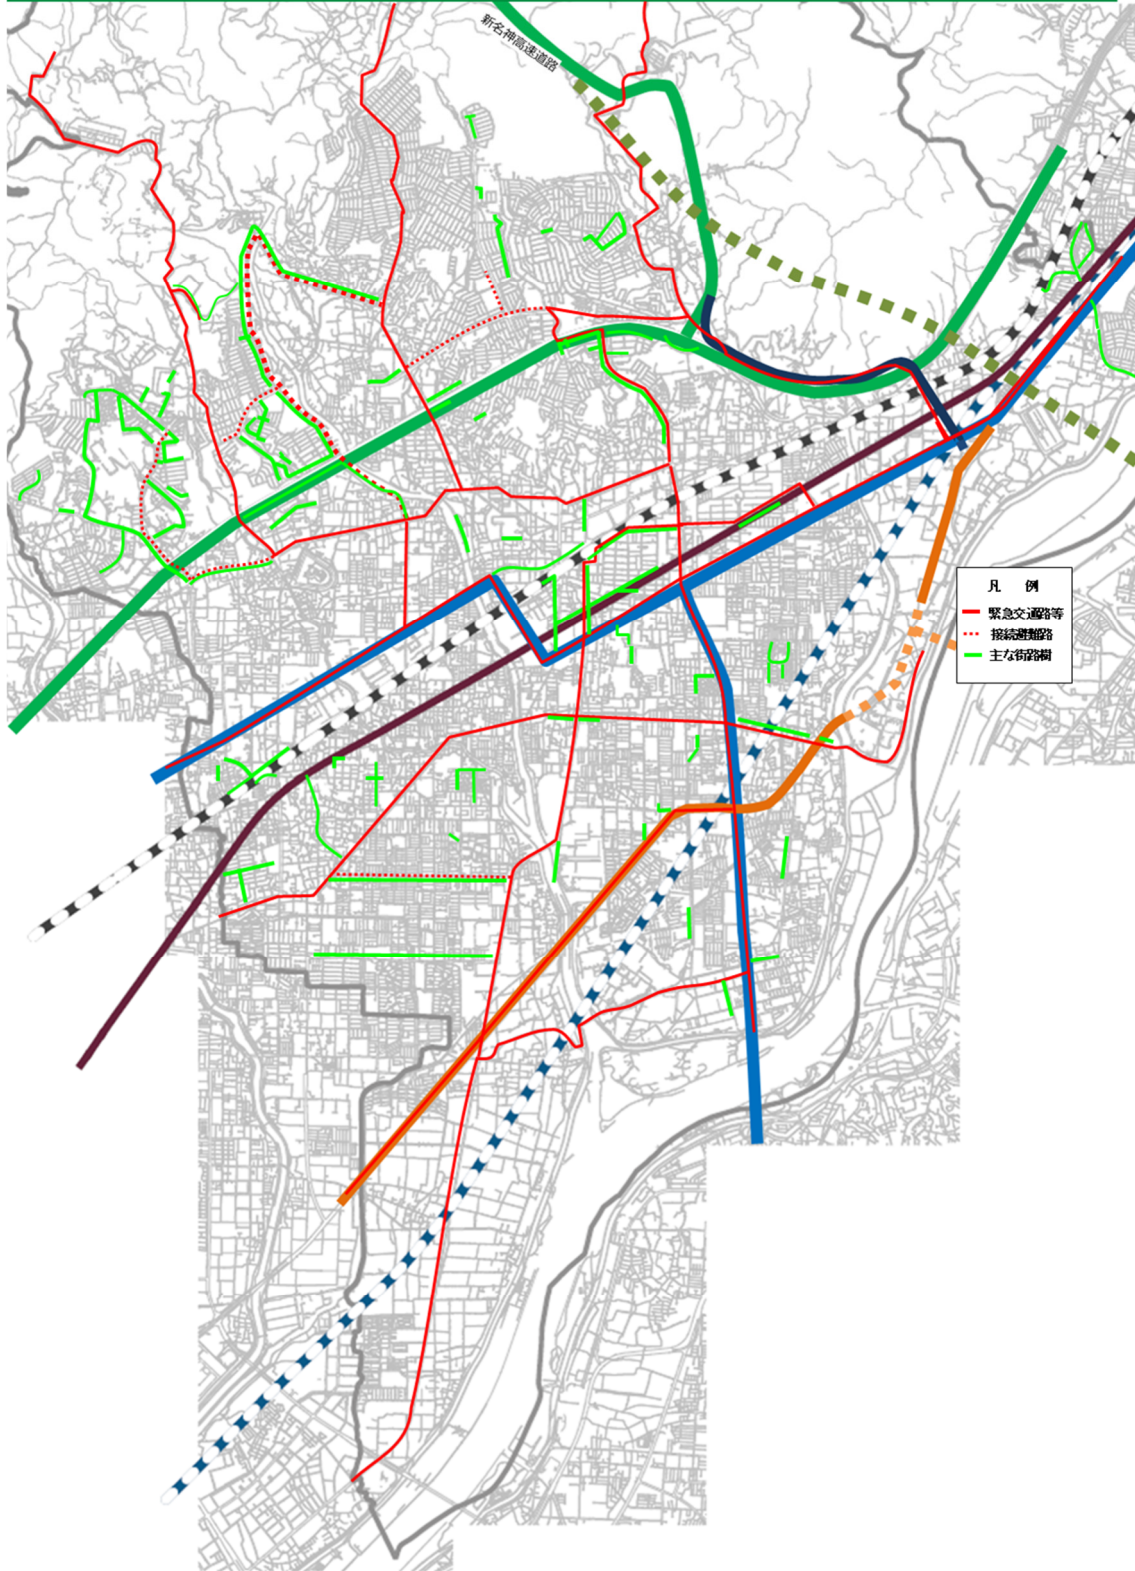 新名神高速道路
凡　例
緊急交通路等
接続避難路
主な街路樹